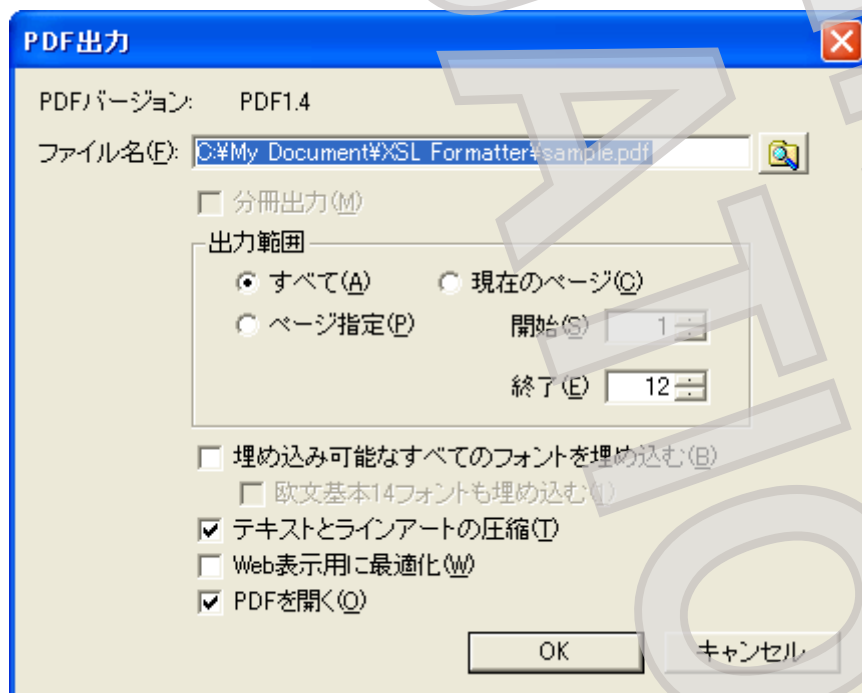 PDF出力
PDFバージョン: PDF1.4
ファイル名(F): C:¥My Document¥XSL Formatter¥sample.pdf
分冊出力(M)
出力範囲
すべて(A) 現在のページ(C)
ページ指定(P) 開始(S) 1
終了(E) 12
埋め込み可能なすべてのフォントを埋め込む(B)
欧文基本14フォントも埋め込む(1)
テキストとラインアートの圧縮(T)
Web表示用に最適化(W)
PDFを開く(O)
OK キャンセル